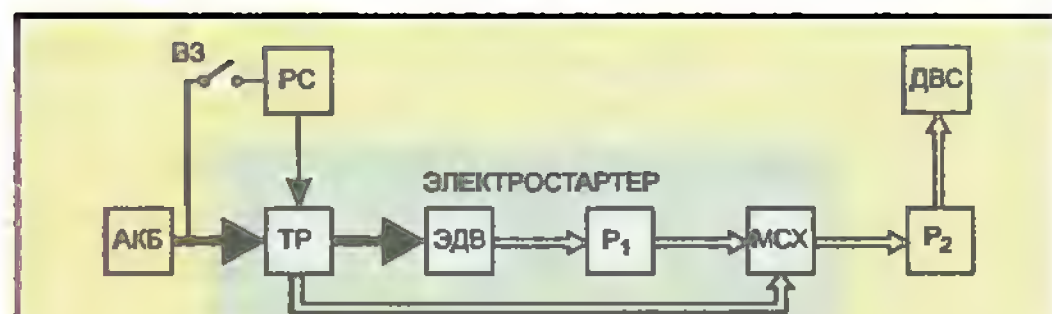 ВЗ
РС
ДВС
ЭЛЕКТРОСТАРТЕР
АКБ
ТР
ЭДВ
Р₁
МСХ
Р₂